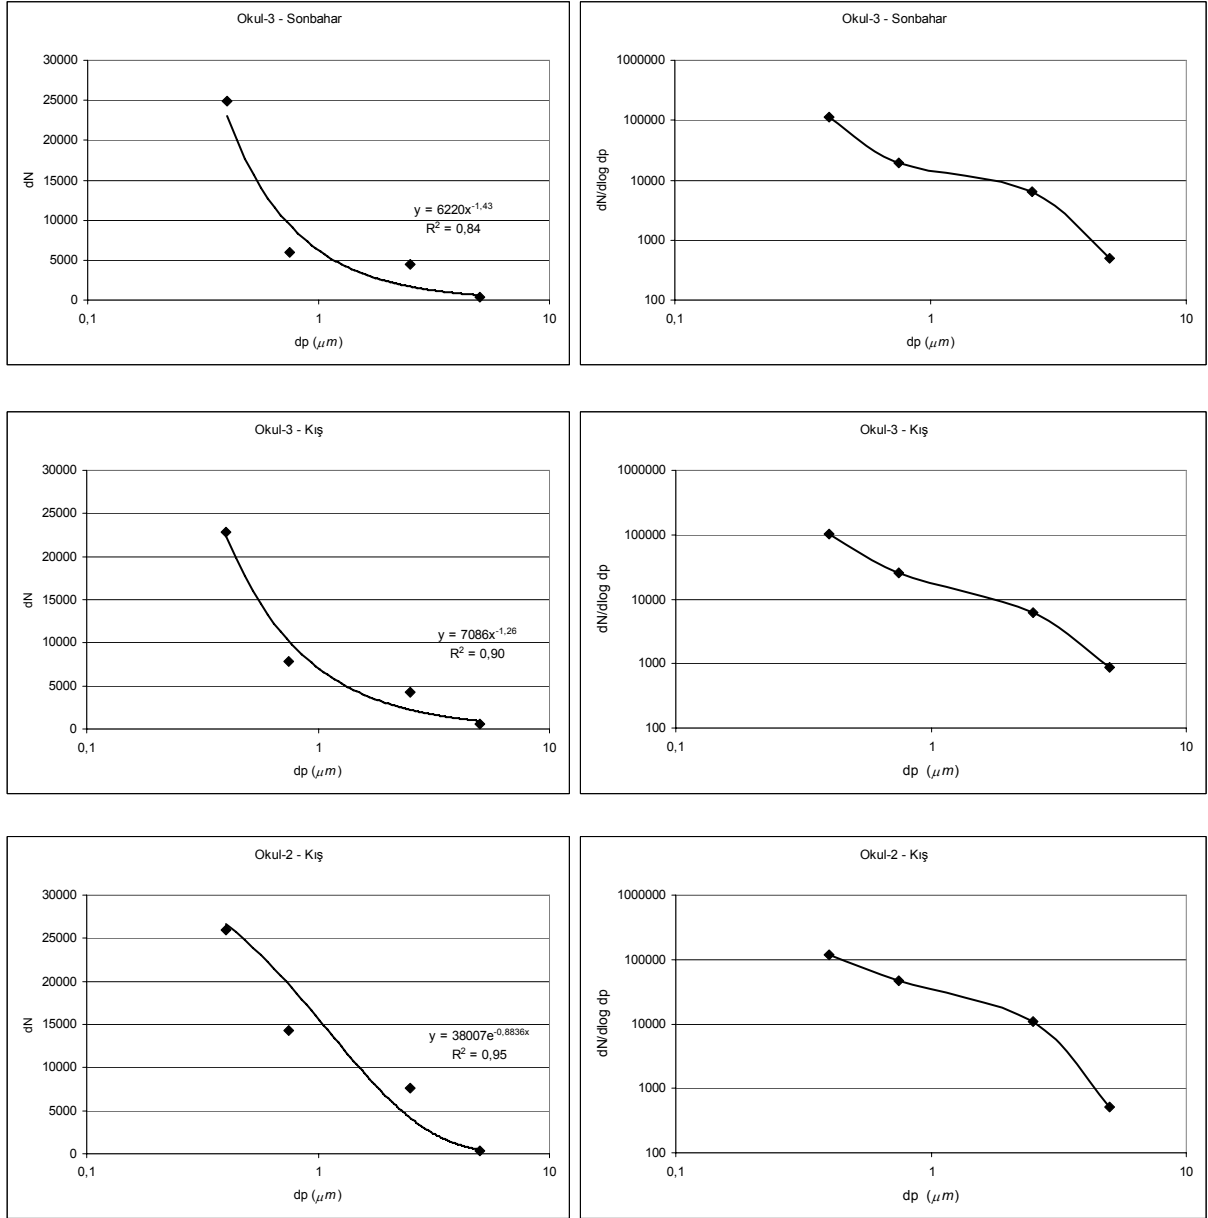 Okul-3 - Sonbahar
30000
25000
20000
15000
10000
5000
0
dN
y = 6220x^-1,43
R² = 0,84
0,1 1 10
dp (μm)
Okul-3 - Sonbahar
1000000
100000
10000
1000
100
dN/dlog dp
0,1 1 10
dp (μm)
Okul-3 - Kış
30000
25000
20000
15000
10000
5000
0
dN
y = 7086x^-1,26
R² = 0,90
0,1 1 10
dp (μm)
Okul-3 - Kış
1000000
100000
10000
1000
100
dN/dlog dp
0,1 1 10
dp (μm)
Okul-2 - Kış
30000
25000
20000
15000
10000
5000
0
dN
y = 38007e^-0,8836x
R² = 0,95
0,1 1 10
dp (μm)
Okul-2 - Kış
1000000
100000
10000
1000
100
dN/dlog dp
0,1 1 10
dp (μm)